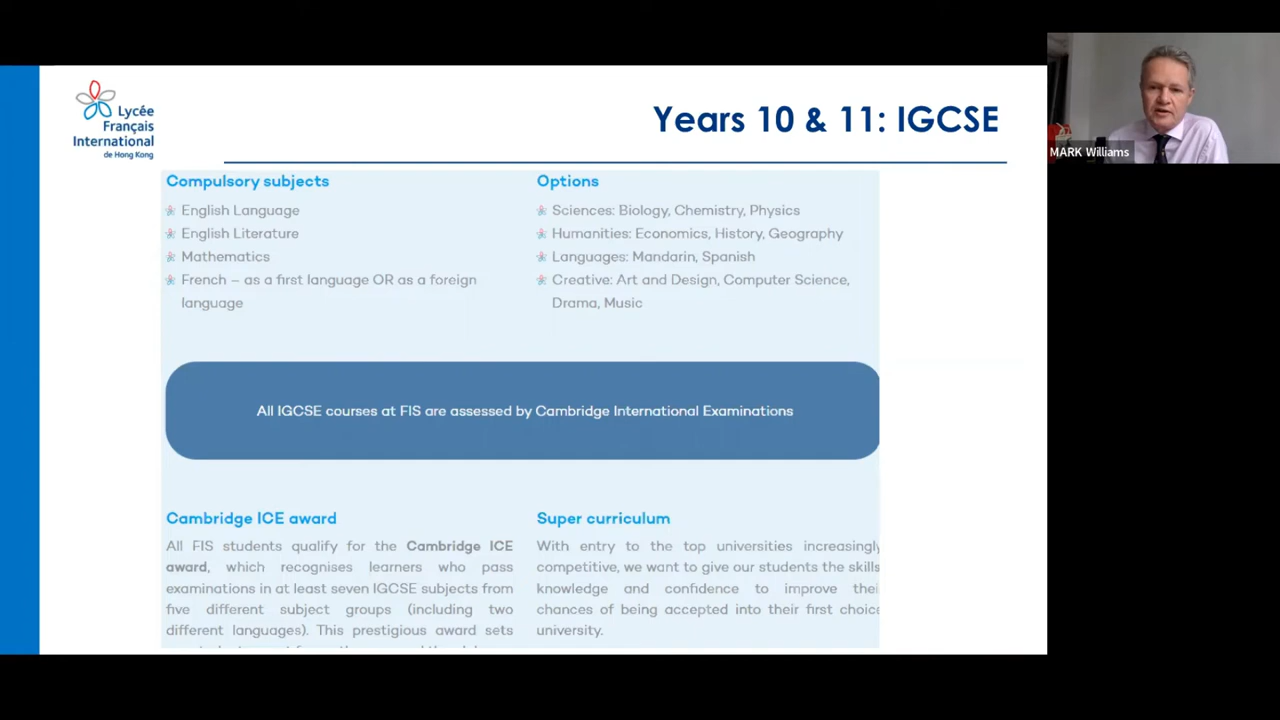 Lycée
Français
International
de Hong Kong
Years 10 & 11: IGCSE
MARK Williams
Compulsory subjects
English Language
English Literature
Mathematics
French – as a first language OR as a foreign
language
Options
Sciences: Biology, Chemistry, Physics
Humanities: Economics, History, Geography
Languages: Mandarin, Spanish
Creative: Art and Design, Computer Science,
Drama, Music
All IGCSE courses at FIS are assessed by Cambridge International Examinations
Cambridge ICE award
All FIS students qualify for the Cambridge ICE
award, which recognises learners who pass
examinations in at least seven IGCSE subjects from
five different subject groups (including two
different languages). This prestigious award sets
Super curriculum
With entry to the top universities increasingly
competitive, we want to give our students the skills
knowledge and confidence to improve thei
chances of being accepted into their first choice
university.